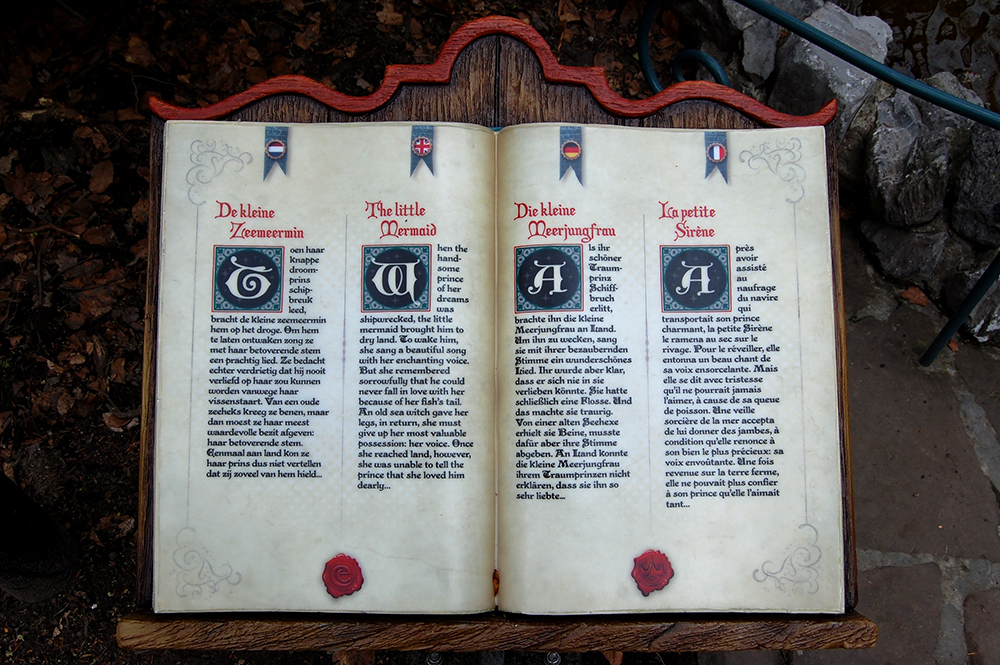 De kleine
Zeemeermin
Toen haar
knappe
droom-
prins
schip-
breuk
leed,
bracht de kleine zeemeermin
hem op het droge. Om hem
te laten ontwaken zong ze
met haar betoverende stem
een prachtig lied. Ze bedacht
echter verdrietig dat hij nooit
verliefd op haar zou kunnen
worden vanwege haar
vissenstaart. Van een oude
zeeheks kreeg ze benen, maar
dan moest ze haar meest
waardevolle bezit afgeven:
haar betoverende stem.
Eenmaal aan land kon ze
haar prins dus niet vertellen
dat zij zoveel van hem hield...
The little
Mermaid
When the
hand-
some
prince
of her
dreams
was
shipwrecked, the little
mermaid brought him to
dry land. To wake him,
she sang a beautiful song
with her enchanting voice.
But she remembered
sorrowfully that he could
never fall in love with her
because of her fish's tail.
An old sea witch gave her
legs, in return, she must
give up her most valuable
possession: her voice. Once
she reached land, however,
she was unable to tell the
prince that she loved him
dearly...
Die kleine
Meerjungfrau
Als ihr
schöner
Traum-
prinz
Schiff-
bruch
erlitt,
brachte ihn die kleine
Meerjungfrau an Land.
Um ihn zu wecken, sang
sie mit ihrer bezaubernden
Stimme ein wunderschönes
Lied. Ihr wurde aber klar,
dass er sich nie in sie
verlieben könnte. Sie hatte
schließlich eine Flosse. Und
das machte sie traurig.
Von einer alten Seehexe
erhielt sie Beine, musste
dafür aber ihre Stimme
abgeben. An Land konnte
die kleine Meerjungfrau
ihrem Traumprinzen nicht
erklären, dass sie ihn so
sehr liebte...
La petite
Sirène
Après
avoir
assisté
au
naufrage
du navire
qui
transportait son prince
charmant, la petite Sirène
le ramena au sec sur le
rivage. Pour le réveiller, elle
entonna un beau chant de
sa voix ensorcelante. Mais
elle se dit avec tristesse
qu'il ne pourrait jamais
l'aimer, à cause de sa queue
de poisson. Une veille
sorcière de la mer accepta
de lui donner des jambes, à
condition qu'elle renonce à
son bien le plus précieux: sa
voix envoûtante. Une fois
revenue sur la terre ferme,
elle ne pouvait plus confier
à son prince qu'elle l'aimait
tant...